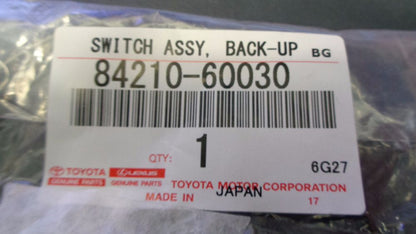 SWITCH ASSY, BACK-UP BG
84210-60030
QTY: 1 6G27
TOYOTA LEXUS
GENUINE PARTS GENUINE PARTS TOYOTA MOTOR CORPORATION
MADE IN JAPAN 17